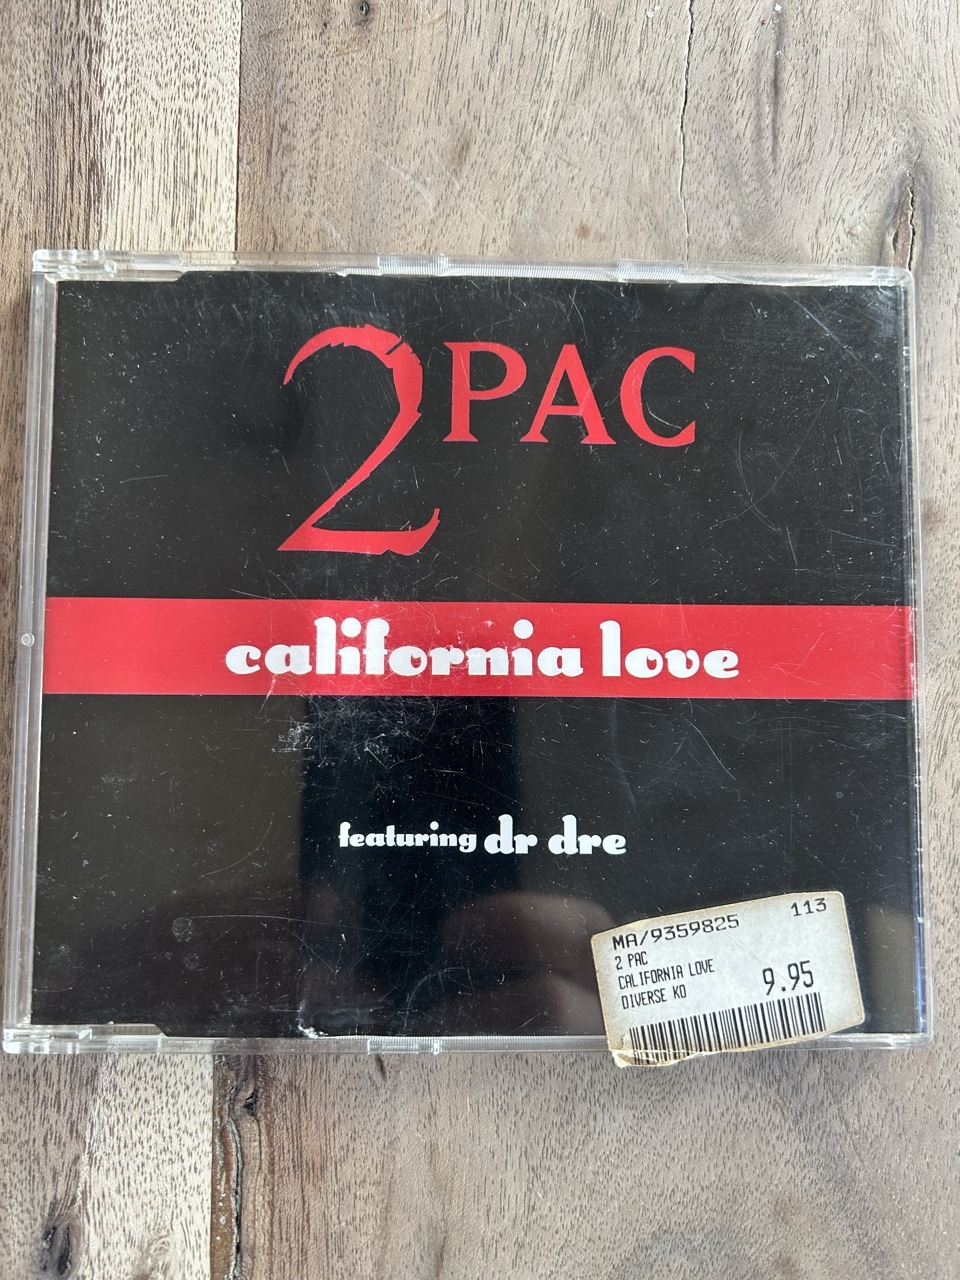 2PAC
california love
featuring dr dre
MA/9359825 113
2 PAC
CALIFORNIA LOVE
DIVERSE KO 9.95